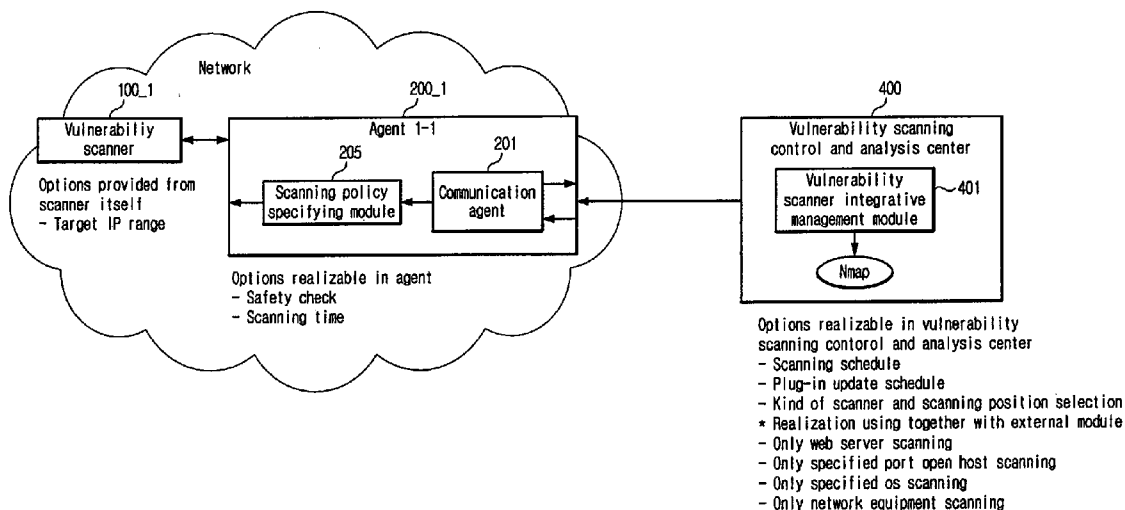 Network
100_1
Vulnerabiliy
scanner
Options provided from
scanner itself
- Target IP range
200_1
Agent 1-1
205
Scanning policy
specifying module
201
Communication
agent
Options realizable in agent
- Safety check
- Scanning time
400
Vulnerability scanning
control and analysis center
Vulnerability
scanner integrative
management module
401
Nmap
Options realizable in vulnerability
scanning contorol and analysis center
- Scanning schedule
- Plug-in update schedule
- Kind of scanner and scanning position selection
* Realization using together with external module
- Only web server scanning
- Only specified port open host scanning
- Only specified os scanning
- Only network equipment scanning